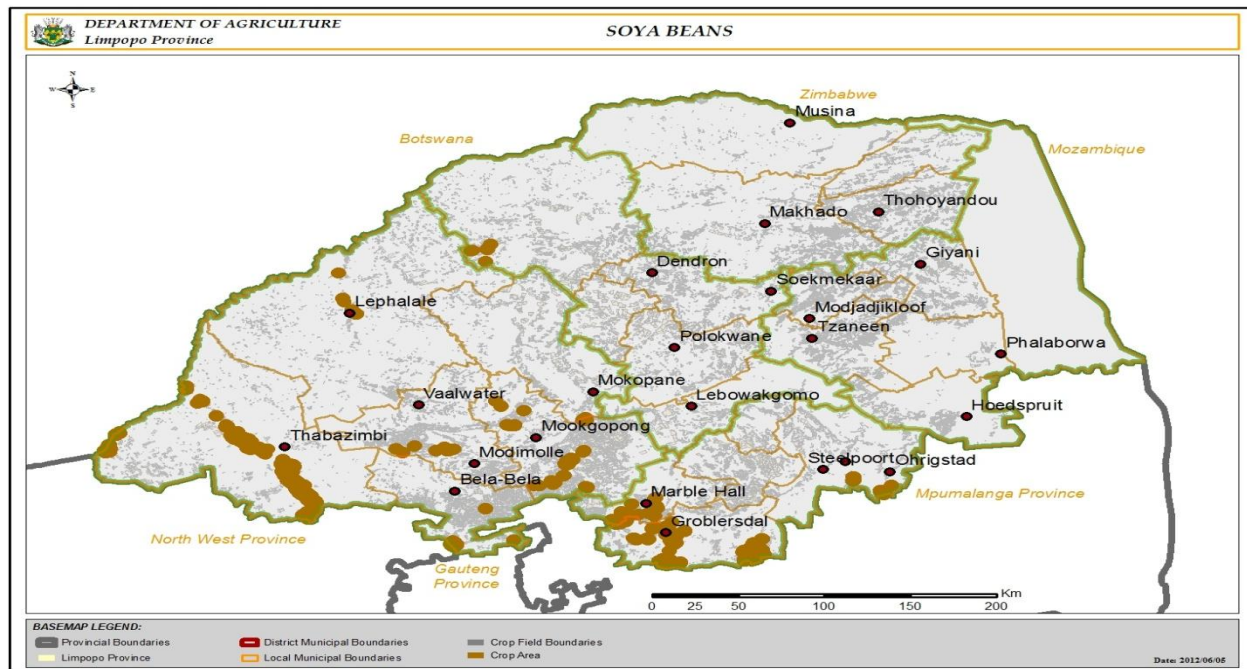 DEPARTMENT OF AGRICULTURE
Limpopo Province
SOYA BEANS
N
W E
S
Zimbabwe
Musina
Botswana
Mozambique
Thohoyandou
Makhado
Giyani
Dendron
Soekmekaar
Lephalale
Modjadjikloof
Tzaneen
Polokwane
Phalaborwa
Mokopane
Vaalwater
Lebowakgomo
Hoedspruit
Mookgopong
Thabazimbi
Modimolle
Steelpoort
Ohrigstad
Bela-Bela
Marble Hall
Mpumalanga Province
Groblersdal
North West Province
Gauteng
Province
Km
0 25 50 100 150 200
BASEMAP LEGEND:
Provincial Boundaries
District Municipal Boundaries
Crop Field Boundaries
Limpopo Province
Local Municipal Boundaries
Crop Area
Date: 2012/06/05